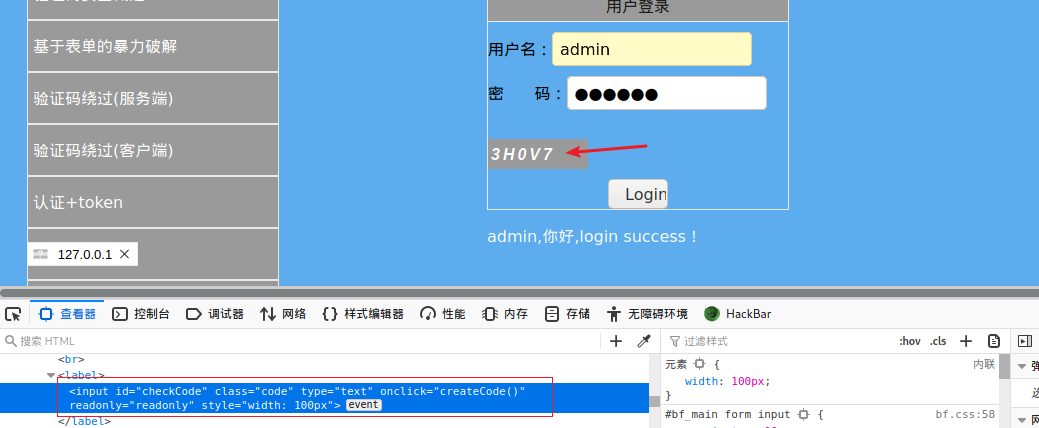 用户登录
基于表单的暴力破解
用户名：
admin
验证码绕过(服务端)
密 码：
●●●●●●
验证码绕过(客户端)
3H0V7
认证+token
Login
admin,你好,login success！
127.0.0.1
查看器 控制台 调试器 网络 样式编辑器 性能 内存 存储 无障碍环境 HackBar
搜索 HTML
过滤样式
:hov .cls
<br>
<label>
<input id="checkCode" class="code" type="text" onclick="createCode()"
readonly="readonly" style="width: 100px"> event
</label>
元素 { 内联
width: 100px;
}
#bf_main form input { bf.css:58